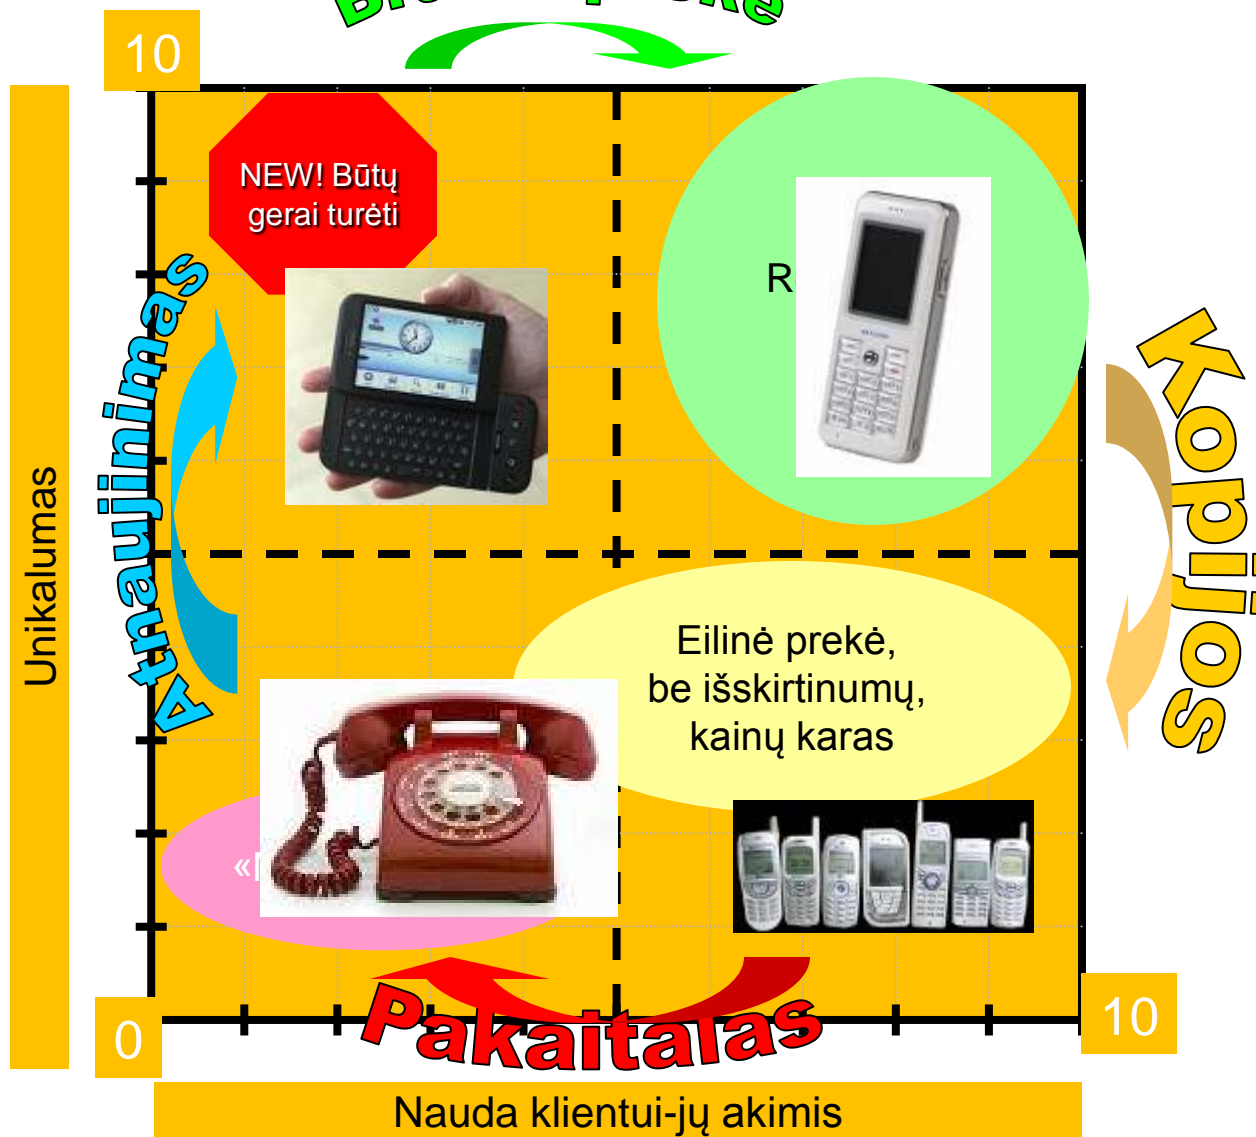 10
NEW! Būtų
gerai turėti
R
Atnaujinimas
Kopijos
Unikalumas
Eilinė prekė,
be išskirtinumų,
kainų karas
0
Pakaitalas
10
Nauda klientui-jų akimis